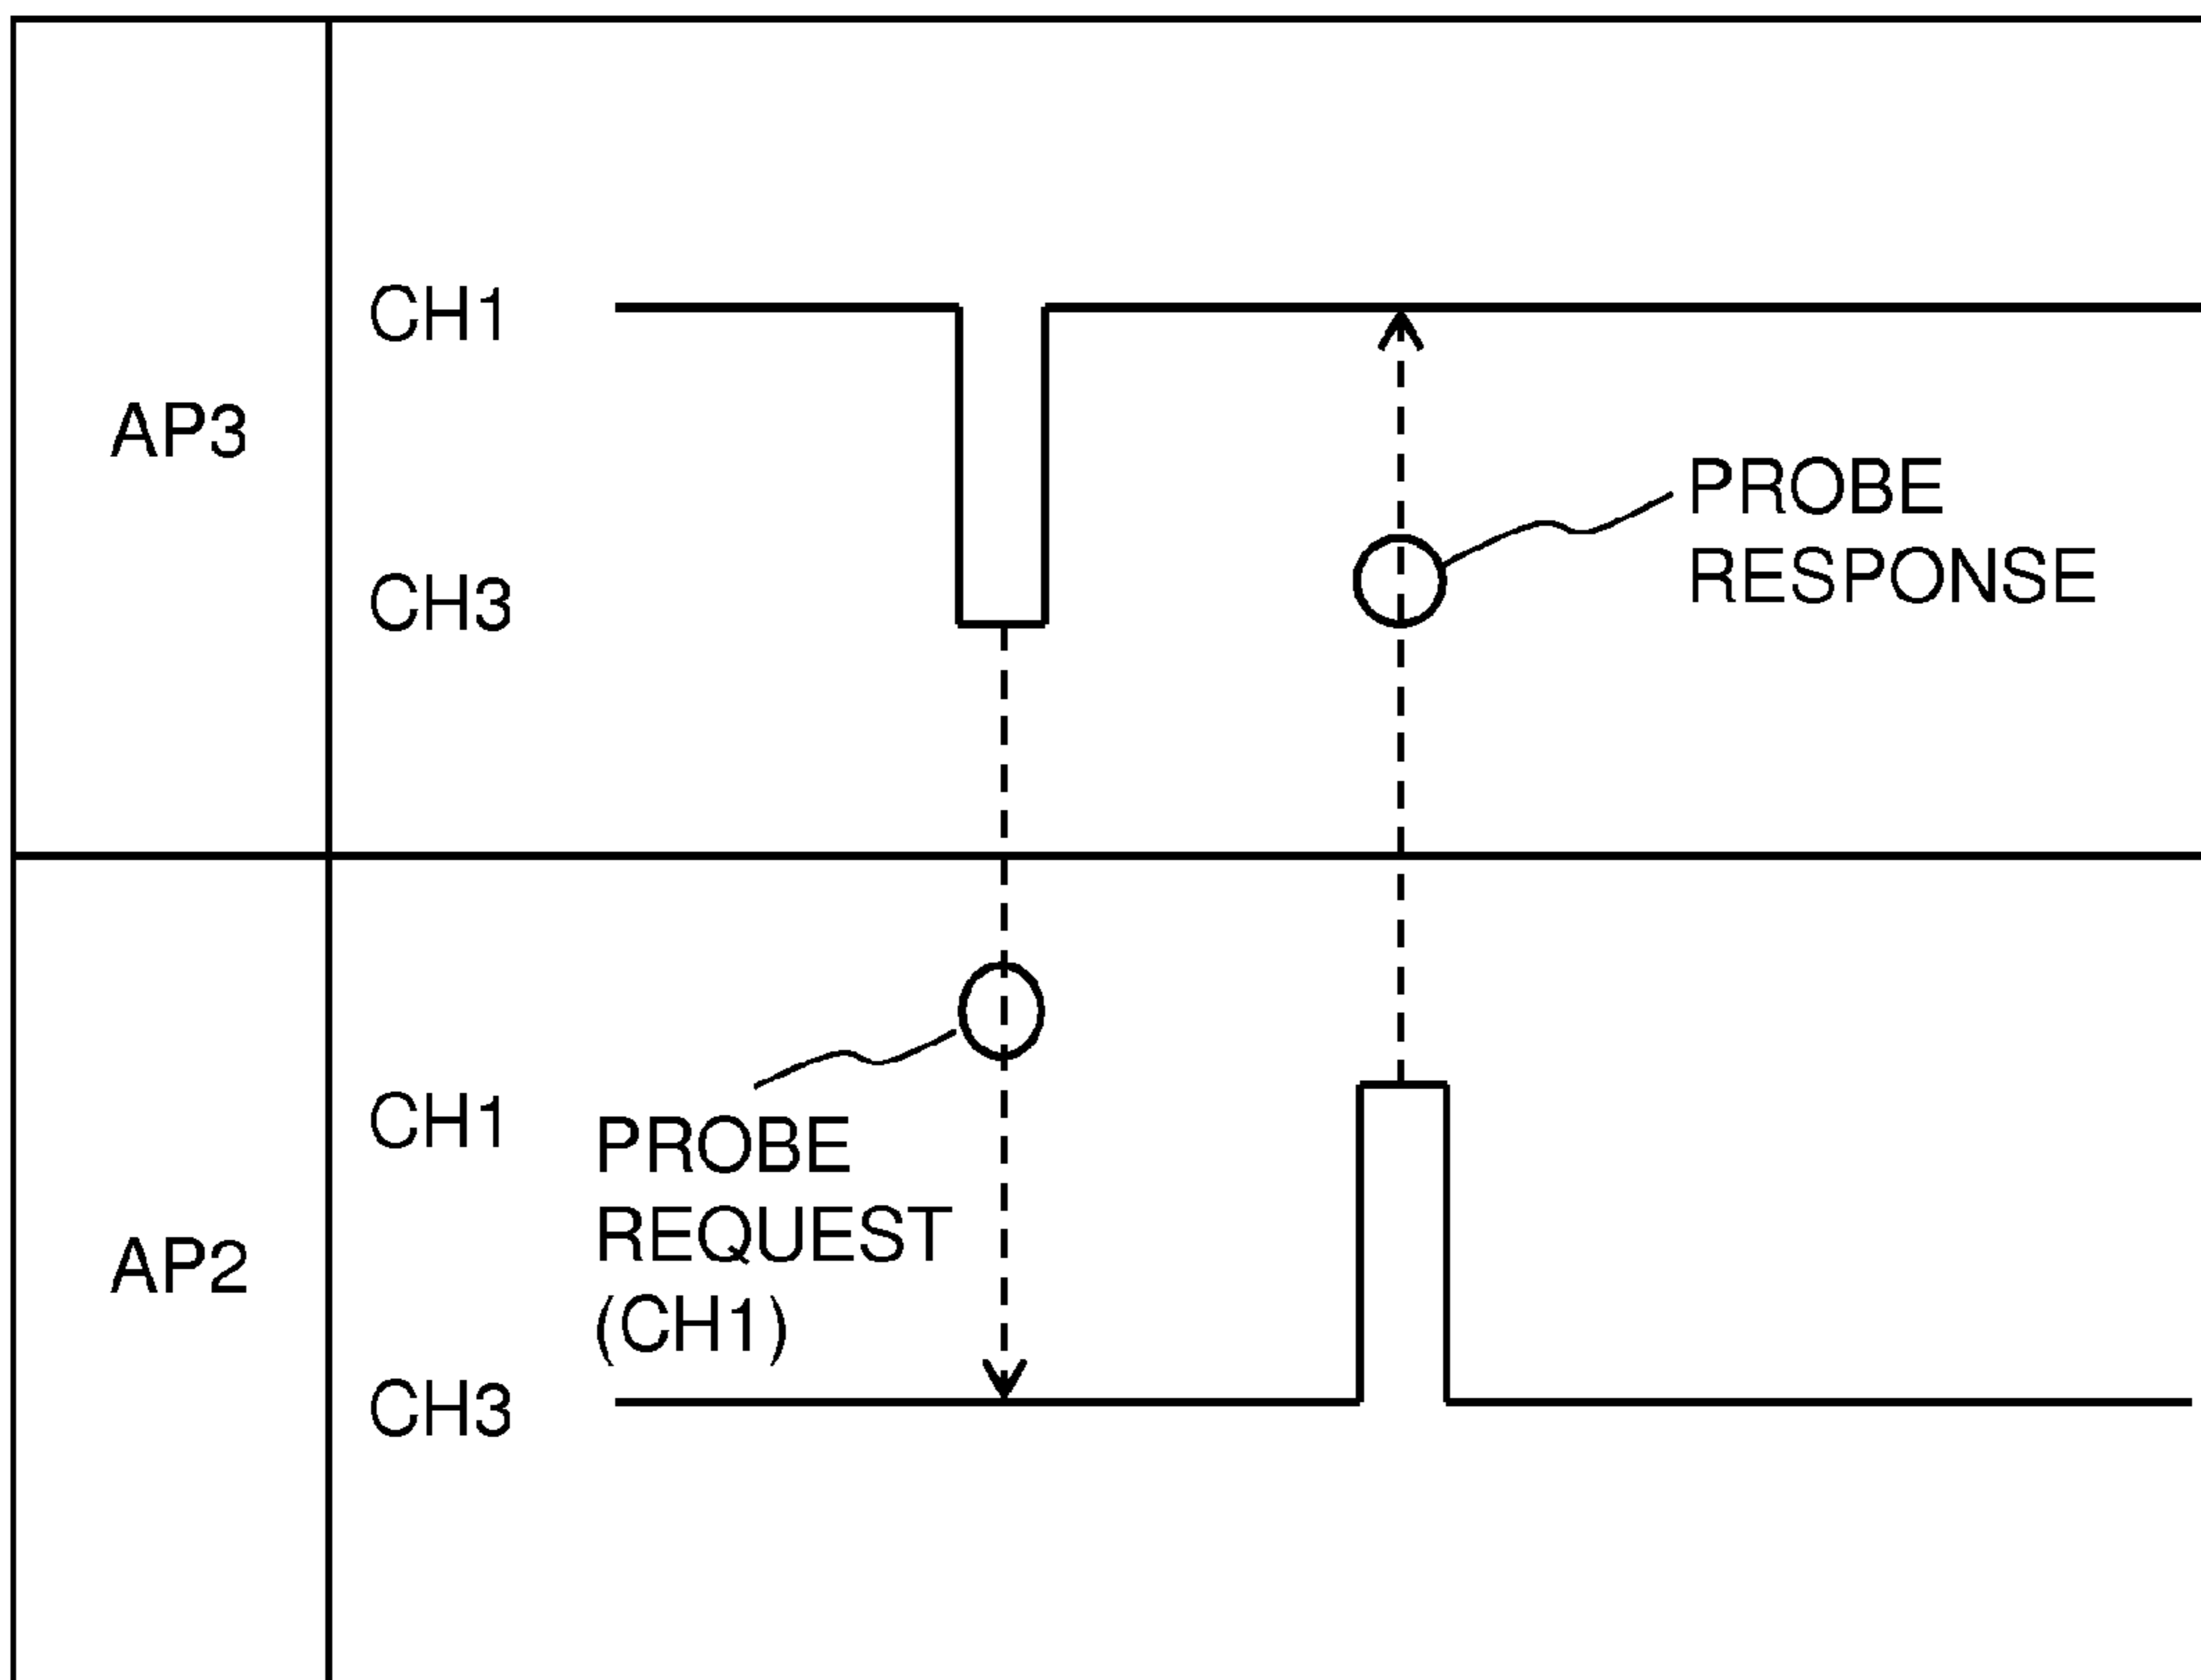 CH1
AP3
PROBE
RESPONSE
CH3
CH1
PROBE
REQUEST
(CH1)
AP2
CH3